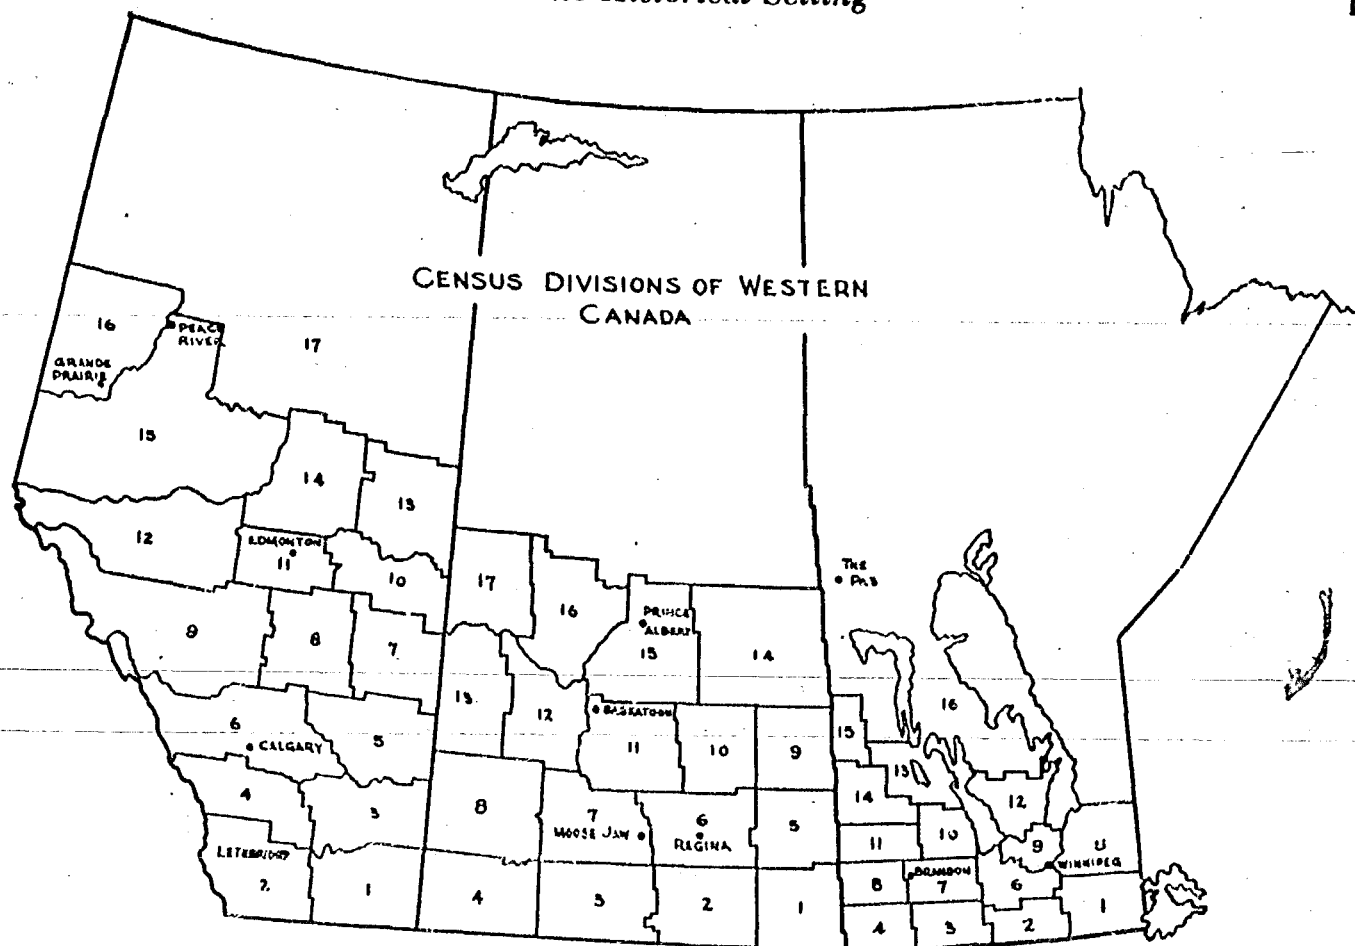 Historical Setting
CENSUS DIVISIONS OF WESTERN
CANADA
16
PEACE
RIVER
17
GRANDE
PRAIRIE
15
14
13
12
EDMONTON
11
10
9
8
7
6
CALGARY
5
4
3
LETHBRIDGE
2
1
17
16
PRINCE
ALBERT
15
14
13
12
SASKATOON
11
10
9
8
7
MOOSE JAW
6
REGINA
5
4
3
2
1
THE
PAS
16
15
13
14
12
11
10
9
WINNIPEG
8
BRANDON
7
6
1
4
3
2